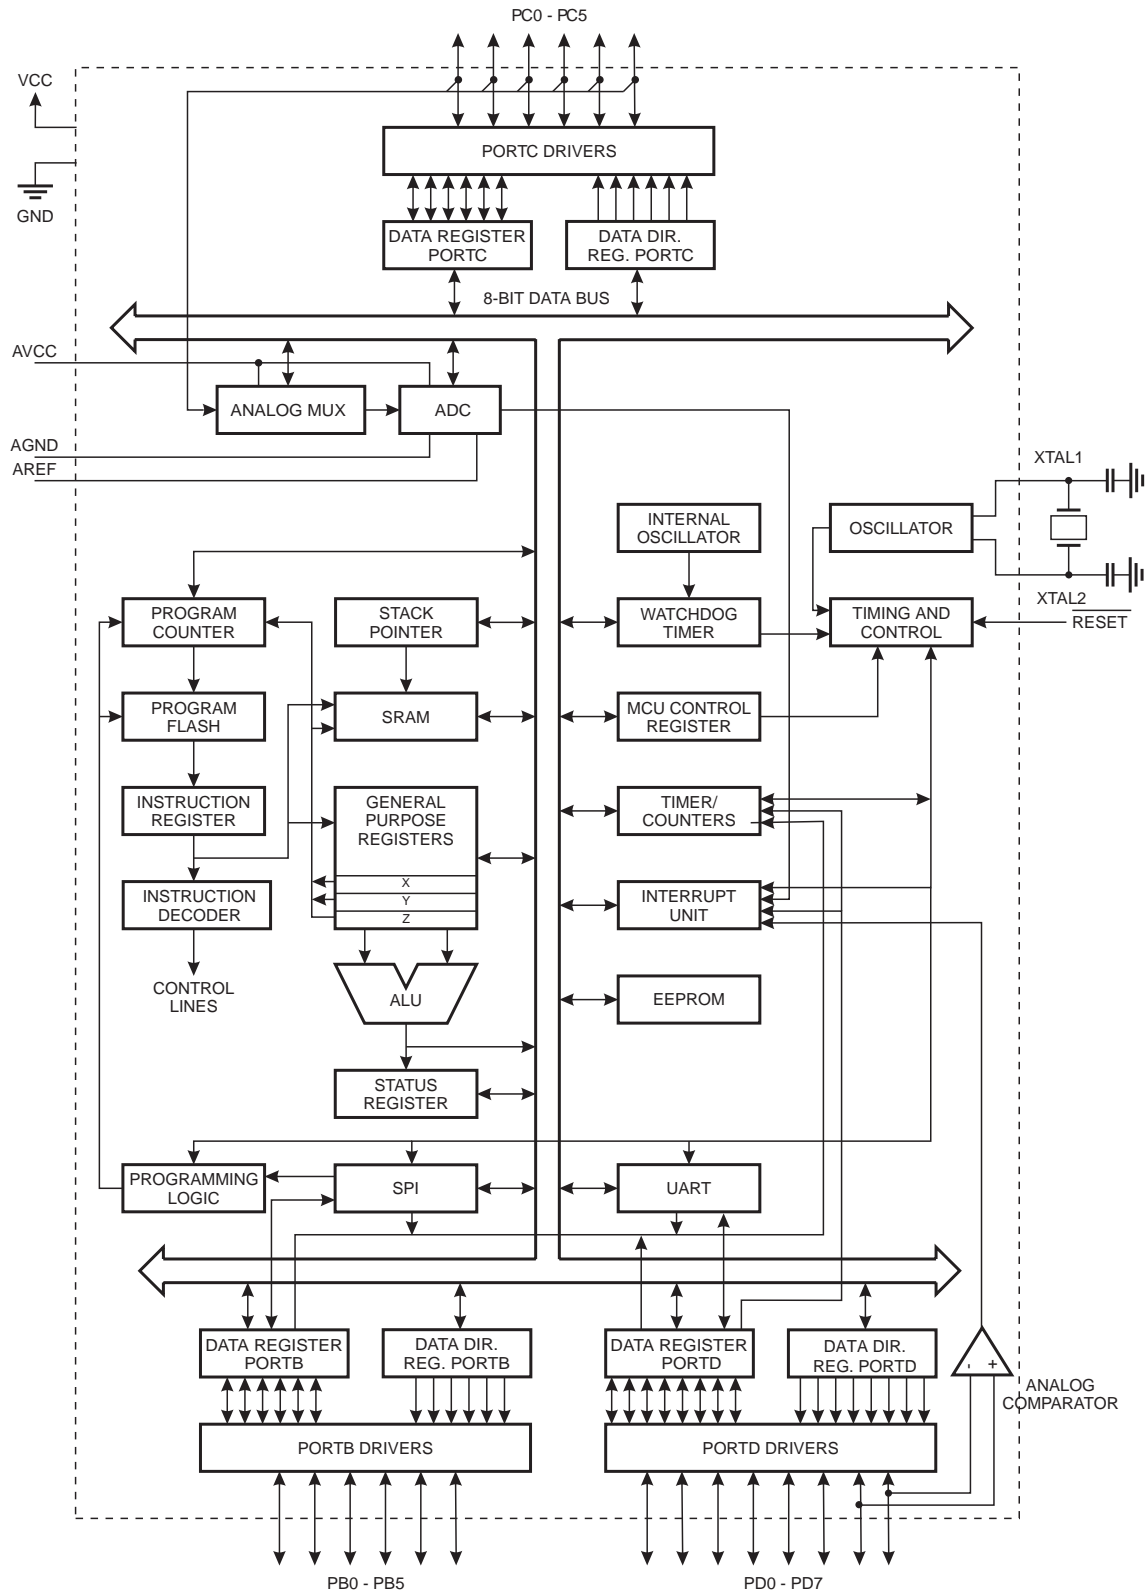 PC0 - PC5
VCC
PORTC DRIVERS
GND
DATA REGISTER
PORTC
DATA DIR.
REG. PORTC
8-BIT DATA BUS
AVCC
ANALOG MUX
ADC
AGND
AREF
XTAL1
INTERNAL
OSCILLATOR
OSCILLATOR
XTAL2
RESET
PROGRAM
COUNTER
STACK
POINTER
WATCHDOG
TIMER
TIMING AND
CONTROL
PROGRAM
FLASH
SRAM
MCU CONTROL
REGISTER
INSTRUCTION
REGISTER
GENERAL
PURPOSE
REGISTERS
X
Y
Z
TIMER/
COUNTERS
INSTRUCTION
DECODER
INTERRUPT
UNIT
CONTROL
LINES
ALU
EEPROM
STATUS
REGISTER
PROGRAMMING
LOGIC
SPI
UART
DATA REGISTER
PORTB
DATA DIR.
REG. PORTB
DATA REGISTER
PORTD
DATA DIR.
REG. PORTD
- +
ANALOG
COMPARATOR
PORTB DRIVERS
PORTD DRIVERS
PB0 - PB5
PD0 - PD7